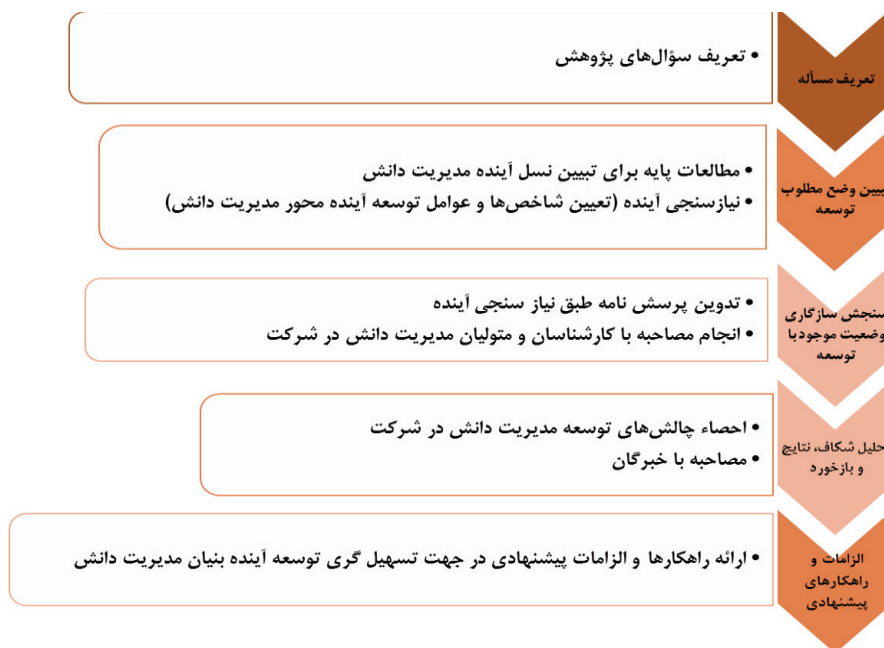 تعریف مسأله
• تعریف سؤال‌های پژوهش
تبیین وضع مطلوب
توسعه
• مطالعات پایه برای تبیین نسل آینده مدیریت دانش
• نیازسنجی آینده (تعیین شاخص‌ها و عوامل توسعه آینده محور مدیریت دانش)
سنجش سازگاری
وضعیت موجود با
توسعه
• تدوین پرسش نامه طبق نیاز سنجی آینده
• انجام مصاحبه با کارشناسان و متولیان مدیریت دانش در شرکت
تحلیل شکاف، نتایج
و بازخورد
• احصاء چالش‌های توسعه مدیریت دانش در شرکت
• مصاحبه با خبرگان
الزامات و
راهکارهای
پیشنهادی
• ارائه راهکارها و الزامات پیشنهادی در جهت تسهیل گری توسعه آینده بنیان مدیریت دانش